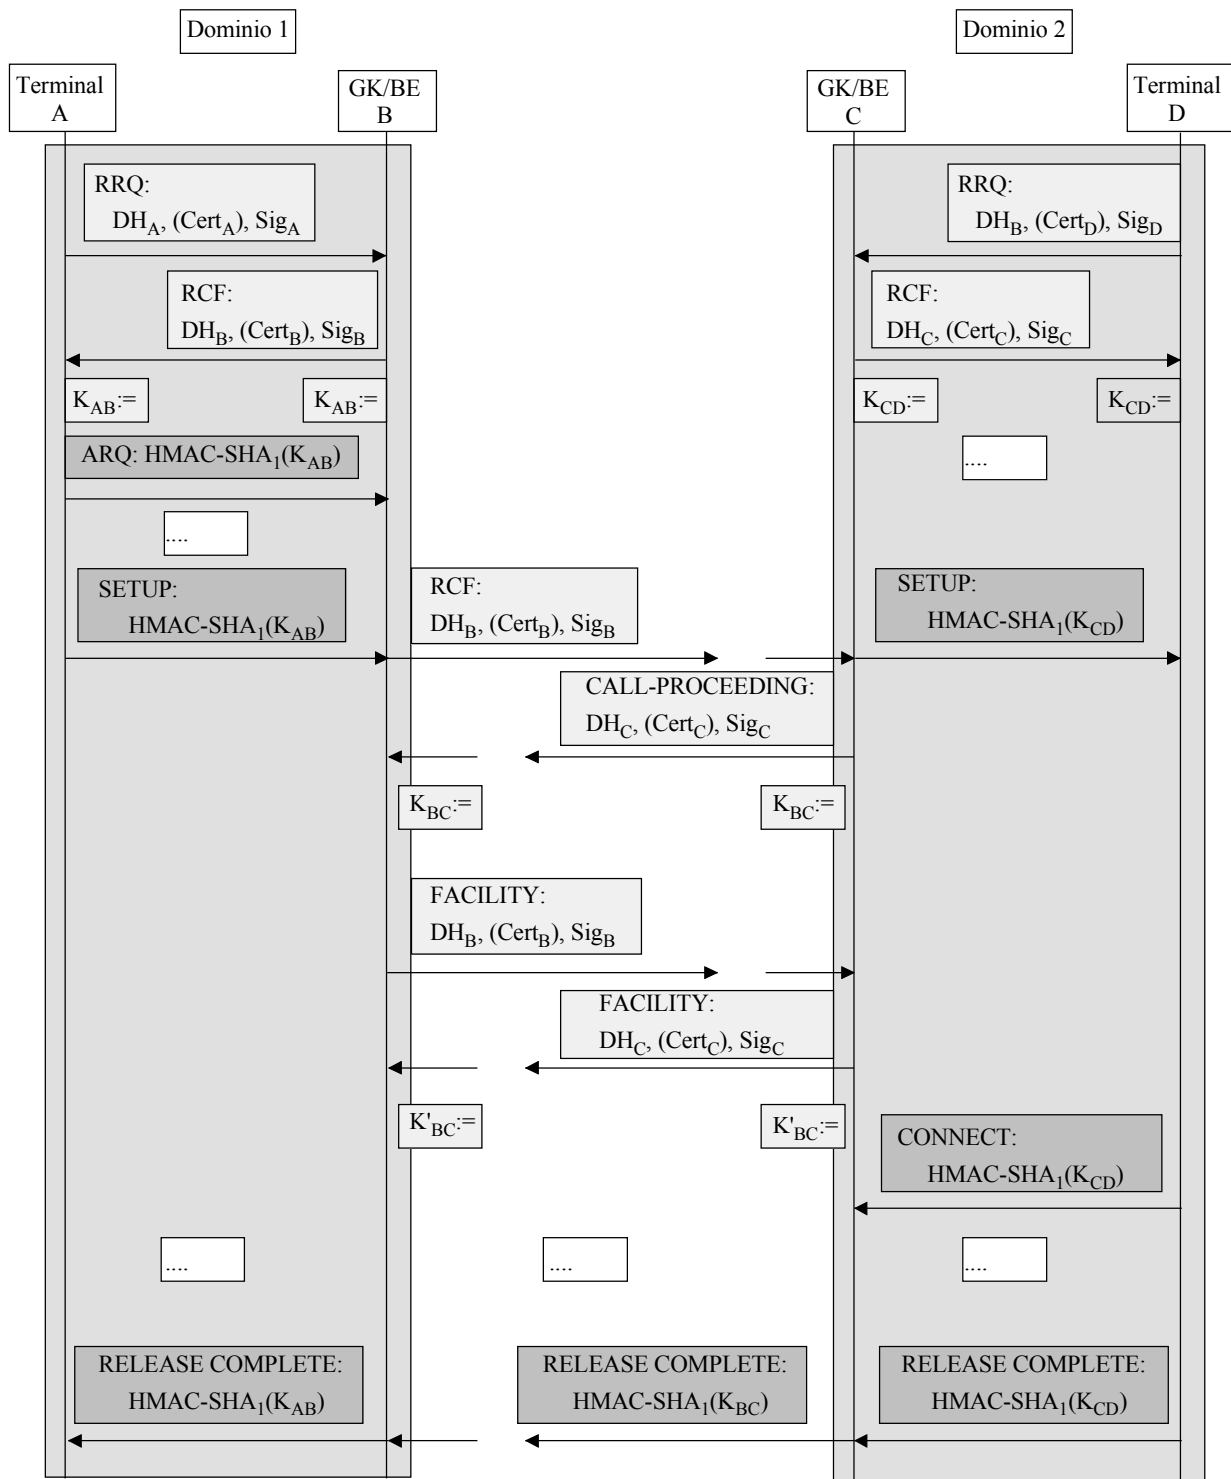 Dominio 1
Dominio 2
Terminal
A
GK/BE
B
GK/BE
C
Terminal
D
RRQ:
DH_A, (Cert_A), Sig_A
RRQ:
DH_B, (Cert_D), Sig_D
RCF:
DH_B, (Cert_B), Sig_B
RCF:
DH_C, (Cert_C), Sig_C
K_AB:=
K_AB:=
K_CD:=
K_CD:=
ARQ: HMAC-SHA_1(K_AB)
....
....
SETUP:
HMAC-SHA_1(K_AB)
RCF:
DH_B, (Cert_B), Sig_B
SETUP:
HMAC-SHA_1(K_CD)
CALL-PROCEEDING:
DH_C, (Cert_C), Sig_C
K_BC:=
K_BC:=
FACILITY:
DH_B, (Cert_B), Sig_B
FACILITY:
DH_C, (Cert_C), Sig_C
K'_BC:=
K'_BC:=
CONNECT:
HMAC-SHA_1(K_CD)
....
....
....
RELEASE COMPLETE:
HMAC-SHA_1(K_AB)
RELEASE COMPLETE:
HMAC-SHA_1(K_BC)
RELEASE COMPLETE:
HMAC-SHA_1(K_CD)